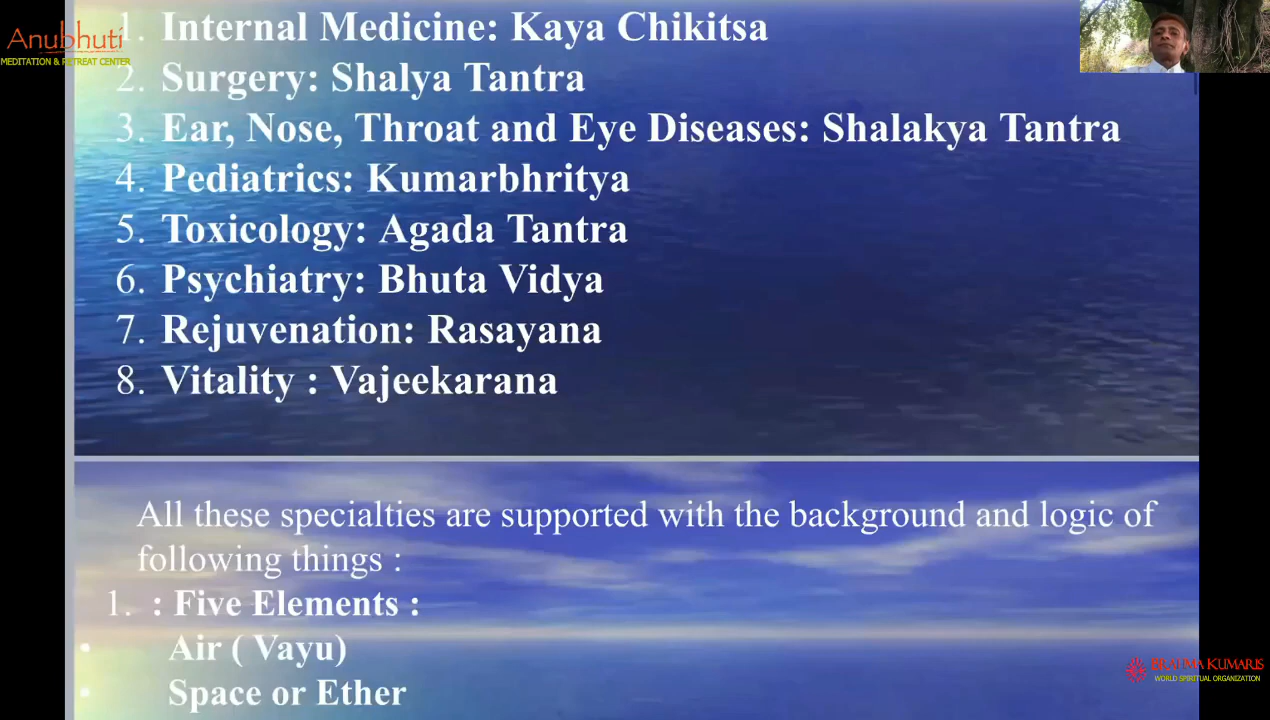 Anubhuti
MEDITATION & RETREAT CENTER
1. Internal Medicine: Kaya Chikitsa
2. Surgery: Shalya Tantra
3. Ear, Nose, Throat and Eye Diseases: Shalakya Tantra
4. Pediatrics: Kumarbhritya
5. Toxicology: Agada Tantra
6. Psychiatry: Bhuta Vidya
7. Rejuvenation: Rasayana
8. Vitality : Vajeekarana
All these specialties are supported with the background and logic of
following things :
1. : Five Elements :
• Air ( Vayu)
• Space or Ether
BRAHMA KUMARIS
WORLD SPIRITUAL ORGANIZATION